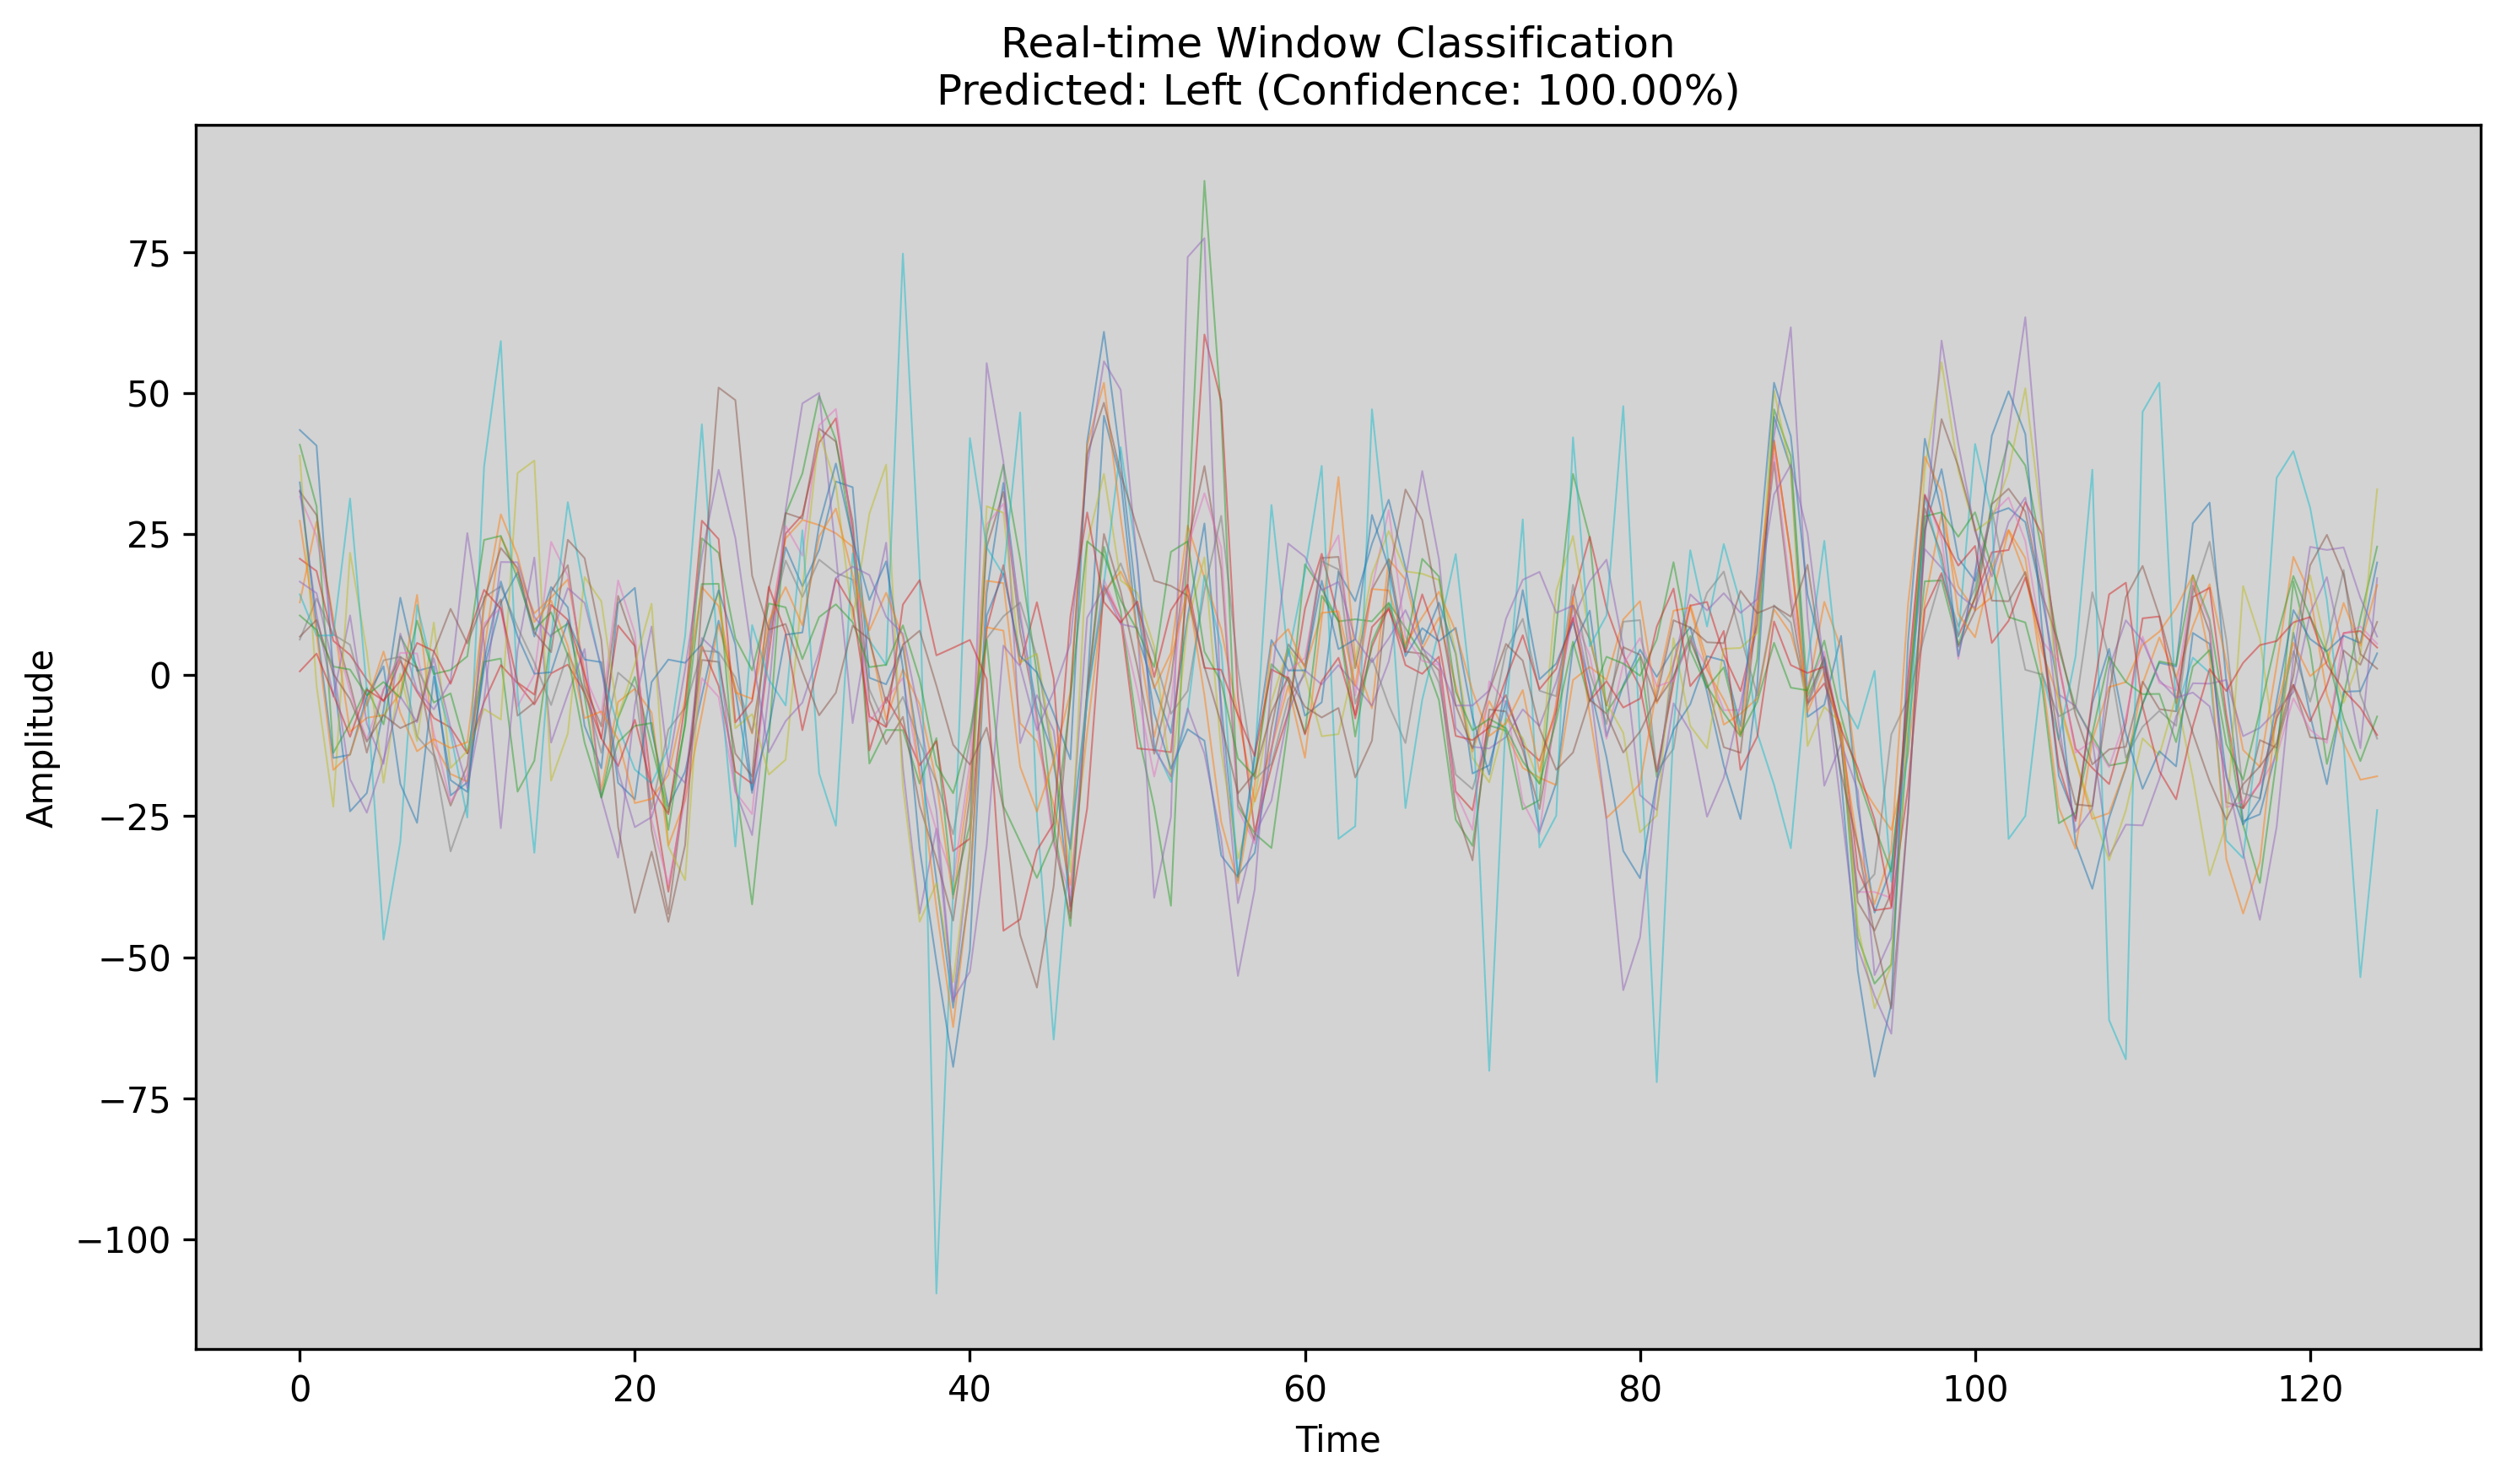 Real-time Window Classification
Predicted: Left (Confidence: 100.00%)
75
50
25
0
−25
−50
−75
−100
Amplitude
0 20 40 60 80 100 120
Time